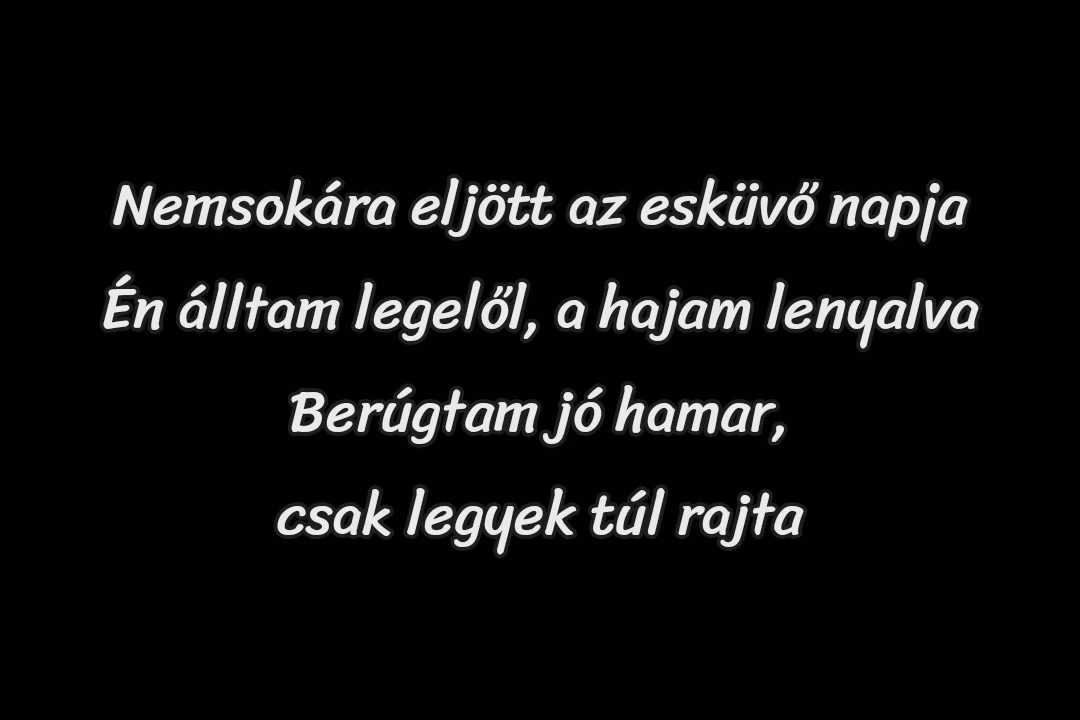 Nemsokára eljött az esküvő napja
Én álltam legelől, a hajam lenyalva
Berúgtam jó hamar,
csak legyek túl rajta